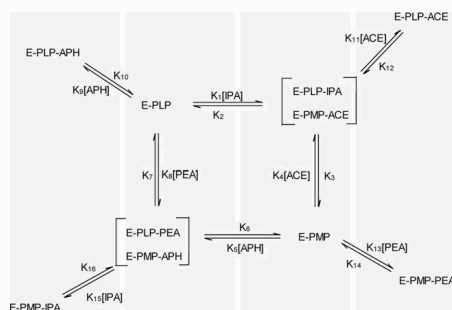 E-PLP-ACE
K₁₁[ACE]
K₁₂
E-PLP-APH
K₁₀
K₉[APH]
E-PLP
K₁[IPA]
K₂
E-PLP-IPA
E-PMP-ACE
K₇
K₈[PEA]
K₄[ACE]
K₃
E-PLP-PEA
E-PMP-APH
K₆
K₅[APH]
E-PMP
K₁₃[PEA]
K₁₄
E-PMP-PEA
K₁₆
K₁₅[IPA]
E-PMP-IPA